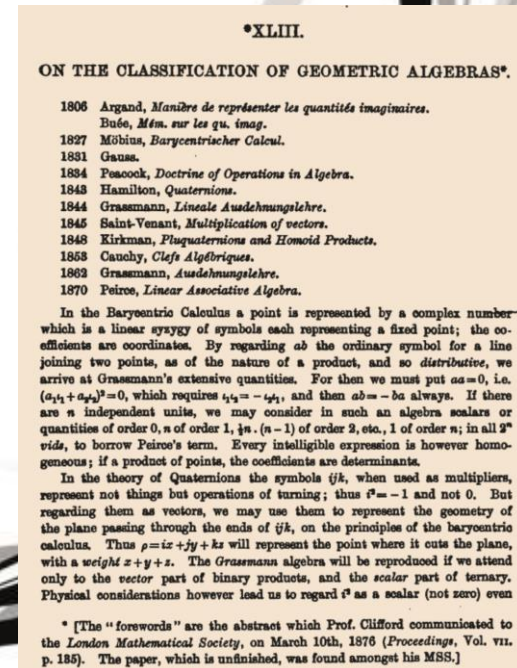 *XLIII.
ON THE CLASSIFICATION OF GEOMETRIC ALGEBRAS*.
1806 Argand, Manière de représenter les quantités imaginaires.
Buée, Mém. sur les qu. imag.
1827 Möbius, Barycentrischer Calcul.
1831 Gauss.
1834 Peacock, Doctrine of Operations in Algebra.
1843 Hamilton, Quaternions.
1844 Grassmann, Lineale Ausdehnungslehre.
1845 Saint-Venant, Multiplication of vectors.
1848 Kirkman, Pluquaternions and Homoid Products.
1853 Cauchy, Clefs Algébriques.
1862 Grassmann, Ausdehnungslehre.
1870 Peirce, Linear Associative Algebra.
In the Barycentric Calculus a point is represented by a complex number
which is a linear syzygy of symbols each representing a fixed point; the co-
efficients are coordinates. By regarding ab the ordinary symbol for a line
joining two points, as of the nature of a product, and so distributive, we
arrive at Grassmann's extensive quantities. For then we must put aa=0, i.e.
(a₁ι₁+a₂ι₂)²=0, which requires ι₁ι₂= -ι₂ι₁, and then ab= -ba always. If there
are n independent units, we may consider in such an algebra scalars or
quantities of order 0, n of order 1, ½n.(n-1) of order 2, etc., 1 of order n; in all 2ⁿ
vids, to borrow Peirce's term. Every intelligible expression is however homo-
geneous; if a product of points, the coefficients are determinants.
In the theory of Quaternions the symbols ijk, when used as multipliers,
represent not things but operations of turning; thus i²= -1 and not 0. But
regarding them as vectors, we may use them to represent the geometry of
the plane passing through the ends of ijk, on the principles of the barycentric
calculus. Thus ρ=ix+jy+kz will represent the point where it cuts the plane,
with a weight x+y+z. The Grassmann algebra will be reproduced if we attend
only to the vector part of binary products, and the scalar part of ternary.
Physical considerations however lead us to regard i² as a scalar (not zero) even
* [The "forewords" are the abstract which Prof. Clifford communicated to
the London Mathematical Society, on March 10th, 1876 (Proceedings, Vol. VII.
p. 135). The paper, which is unfinished, was found amongst his MSS.]